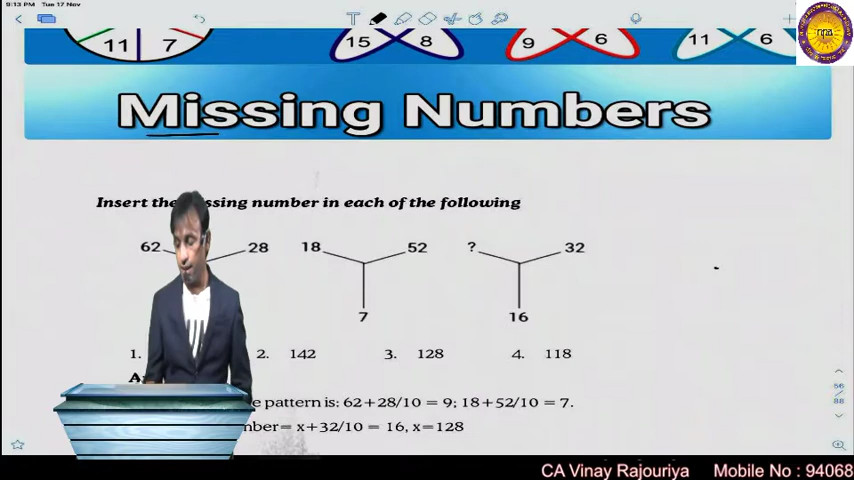 9:13 PM Tue 17 Nov
11 7 15 8 9 6 11 6
Missing Numbers
Insert the missing number in each of the following
62 28 18 52 ? 32
7 16
1. 2. 142 3. 128 4. 118
pattern is: 62+28/10 = 9; 18+52/10 = 7.
= x+32/10 = 16, x=128
56
88
CA Vinay Rajouriya Mobile No : 94068